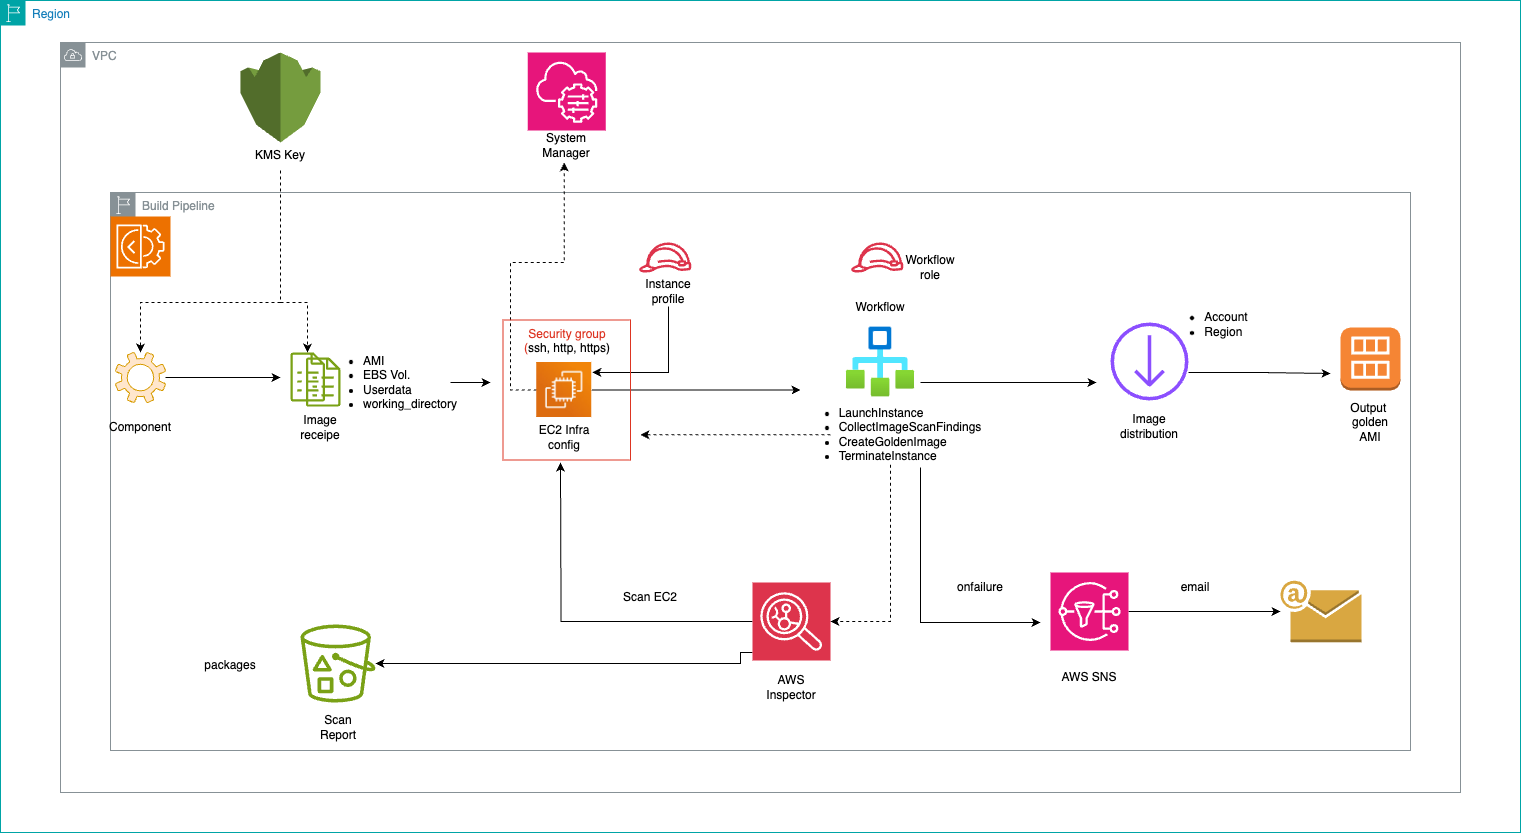 Region
VPC
KMS Key
System
Manager
Build Pipeline
Instance
profile
Workflow
role
Workflow
Security group
(ssh, http, https)
EC2 Infra
config
Component
Image
receipe
AMI
EBS Vol.
Userdata
working_directory
LaunchInstance
CollectImageScanFindings
CreateGoldenImage
TerminateInstance
Account
Region
Image
distribution
Output
golden
AMI
Scan EC2
onfailure
email
@
packages
Scan
Report
AWS
Inspector
AWS SNS